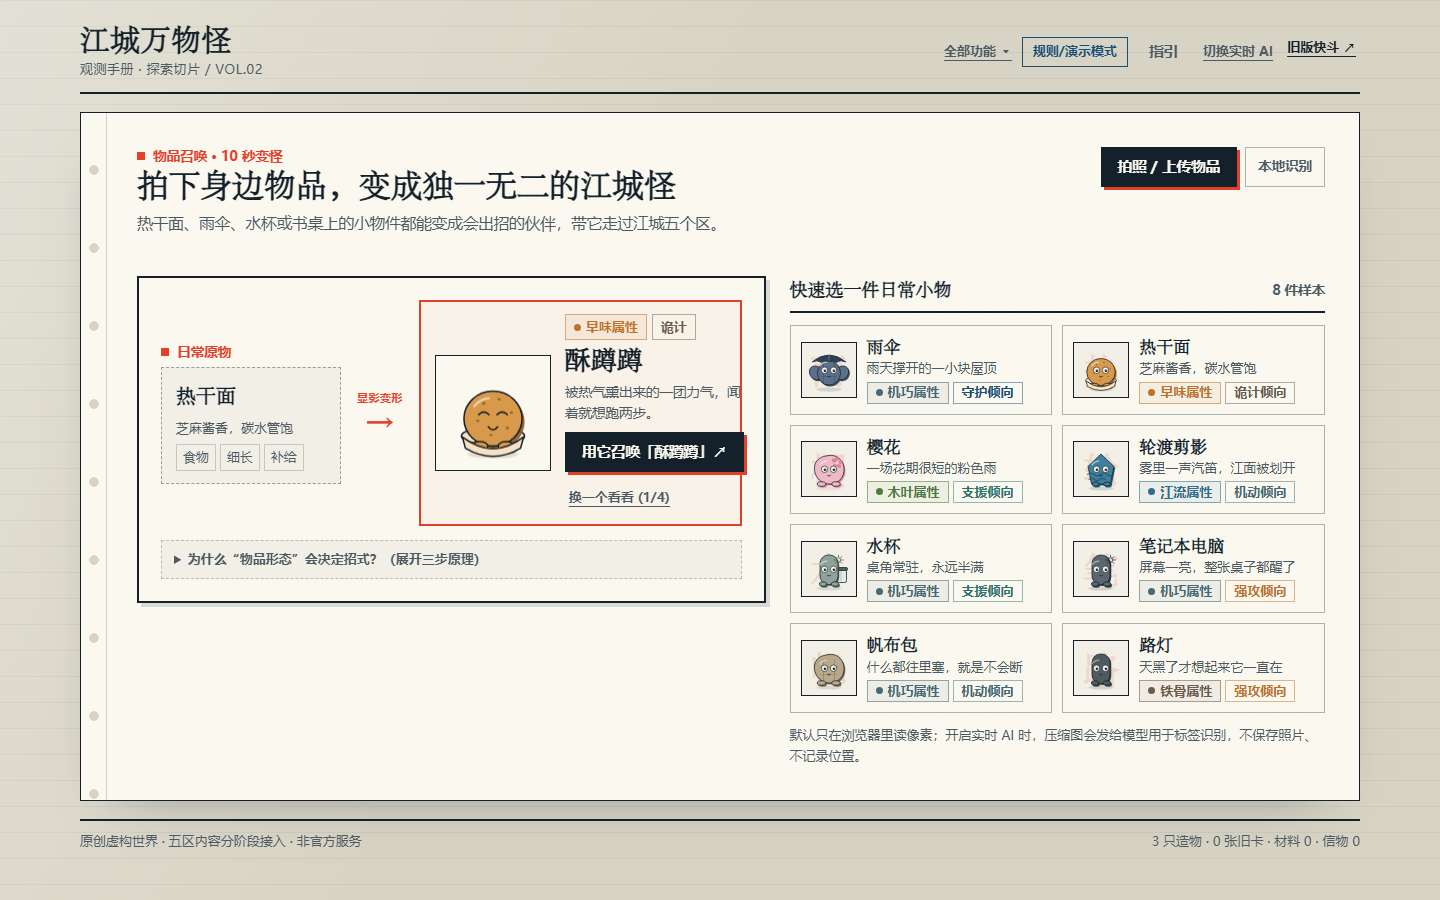 江城万物怪
观测手册 · 探索切片 / VOL.02
全部功能
规则/演示模式
指引
切换实时 AI
旧版快斗 ↗
物品召唤 • 10 秒变怪
拍下身边物品，变成独一无二的江城怪
热干面、雨伞、水杯或书桌上的小物件都能变成会出招的伙伴，带它走过江城五个区。
拍照 / 上传物品
本地识别
日常原物
热干面
芝麻酱香，碳水管饱
食物
细长
补给
显影变形
→
早味属性
诡计
酥蹲蹲
被热气熏出来的一团力气，闻
着就想跑两步。
用它召唤「酥蹲蹲」 ↗
换一个看看 (1/4)
▶ 为什么“物品形态”会决定招式？（展开三步原理）
快速选一件日常小物
8 件样本
雨伞
雨天撑开的一小块屋顶
机巧属性
守护倾向
热干面
芝麻酱香，碳水管饱
早味属性
诡计倾向
樱花
一场花期很短的粉色雨
木叶属性
支援倾向
轮渡剪影
雾里一声汽笛，江面被划开
江流属性
机动倾向
水杯
桌角常驻，永远半满
机巧属性
支援倾向
笔记本电脑
屏幕一亮，整张桌子都醒了
机巧属性
强攻倾向
帆布包
什么都往里塞，就是不会断
机巧属性
机动倾向
路灯
天黑了才想起来它一直在
铁骨属性
强攻倾向
默认只在浏览器里读像素；开启实时 AI 时，压缩图会发给模型用于标签识别，不保存照片、
不记录位置。
原创虚构世界 · 五区内容分阶段接入 · 非官方服务
3 只造物 · 0 张旧卡 · 材料 0 · 信物 0